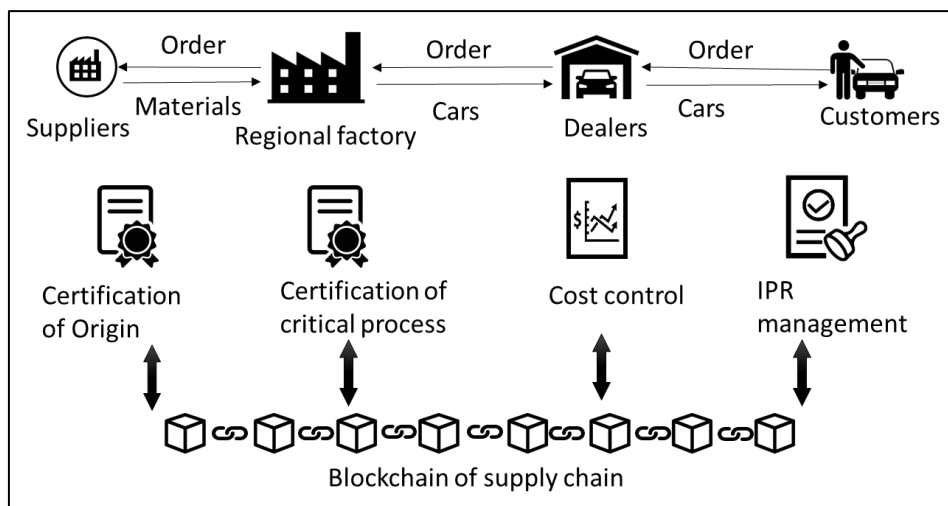 Order
Order
Order
Materials
Cars
Cars
Suppliers
Regional factory
Dealers
Customers
$
Certification
of Origin
Certification of
critical process
Cost control
IPR
management
Blockchain of supply chain